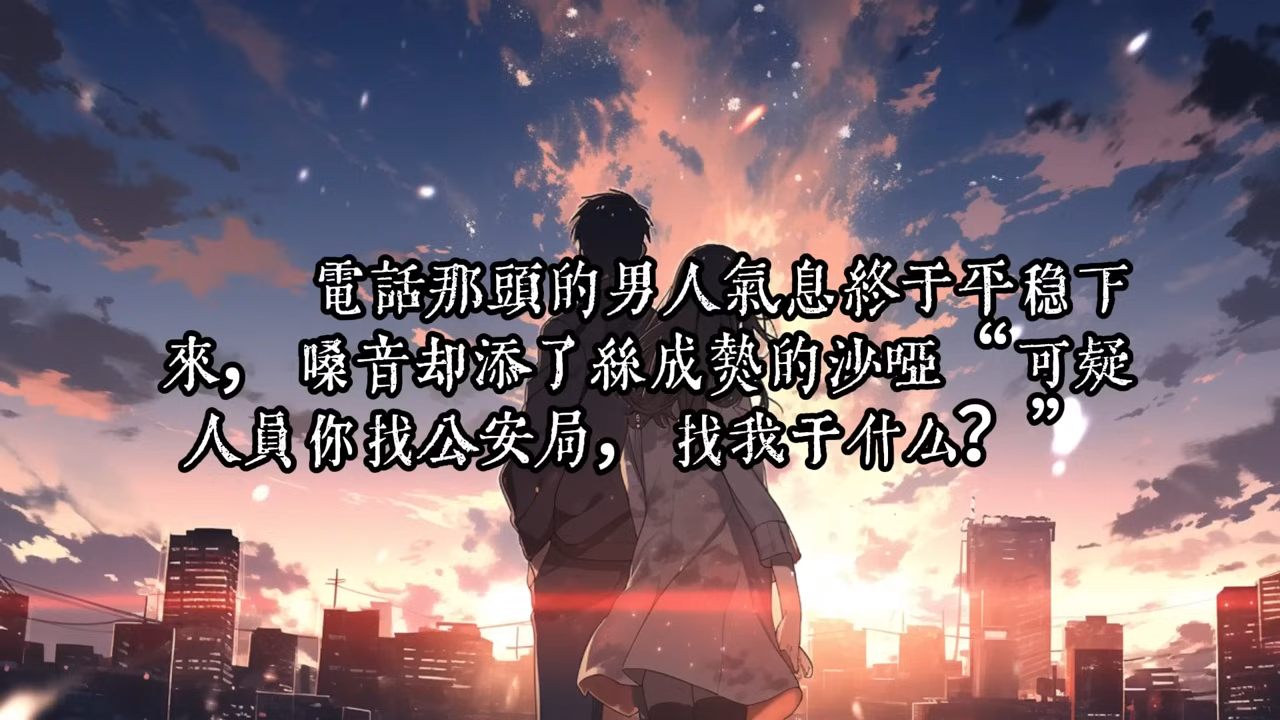 電話那頭的男人氣息終于平稳下
來， 嗓音却添了絲成熟的沙啞“可疑
人員你找公安局， 找我干什么？”